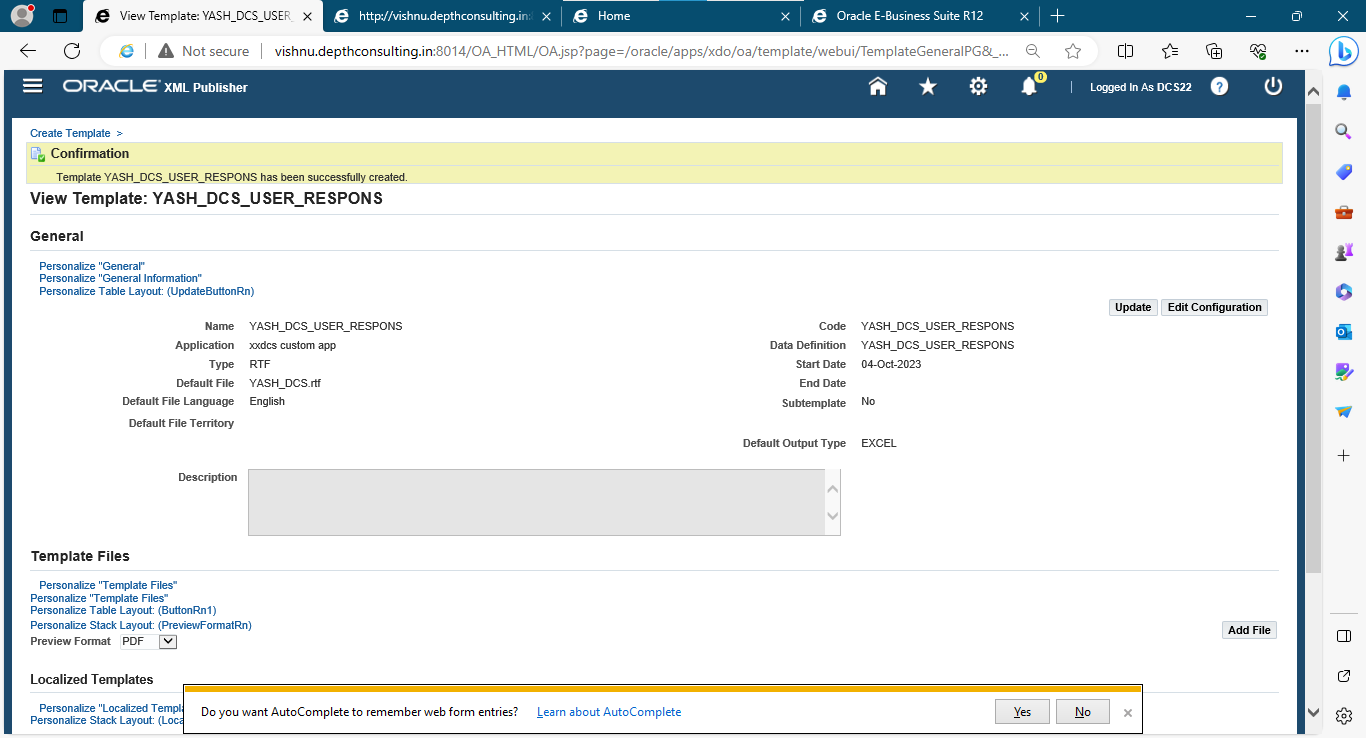 View Template: YASH_DCS_USER_
http://vishnu.depthconsulting.in:
Home
Oracle E-Business Suite R12
Not secure
vishnu.depthconsulting.in:8014/OA_HTML/OA.jsp?page=/oracle/apps/xdo/oa/template/webui/TemplateGeneralPG&_...
ORACLE XML Publisher
0
Logged In As DCS22
Create Template >
Confirmation
Template YASH_DCS_USER_RESPONS has been successfully created.
View Template: YASH_DCS_USER_RESPONS
General
Personalize "General"
Personalize "General Information"
Personalize Table Layout: (UpdateButtonRn)
Update Edit Configuration
Name YASH_DCS_USER_RESPONS Code YASH_DCS_USER_RESPONS
Application xxdcs custom app Data Definition YASH_DCS_USER_RESPONS
Type RTF Start Date 04-Oct-2023
Default File YASH_DCS.rtf End Date
Default File Language English Subtemplate No
Default File Territory
Default Output Type EXCEL
Description
Template Files
Personalize "Template Files"
Personalize "Template Files"
Personalize Table Layout: (ButtonRn1)
Personalize Stack Layout: (PreviewFormatRn)
Add File
Preview Format PDF
Localized Templates
Personalize "Localized Templa
Personalize Stack Layout: (Loca
Do you want AutoComplete to remember web form entries? Learn about AutoComplete Yes No